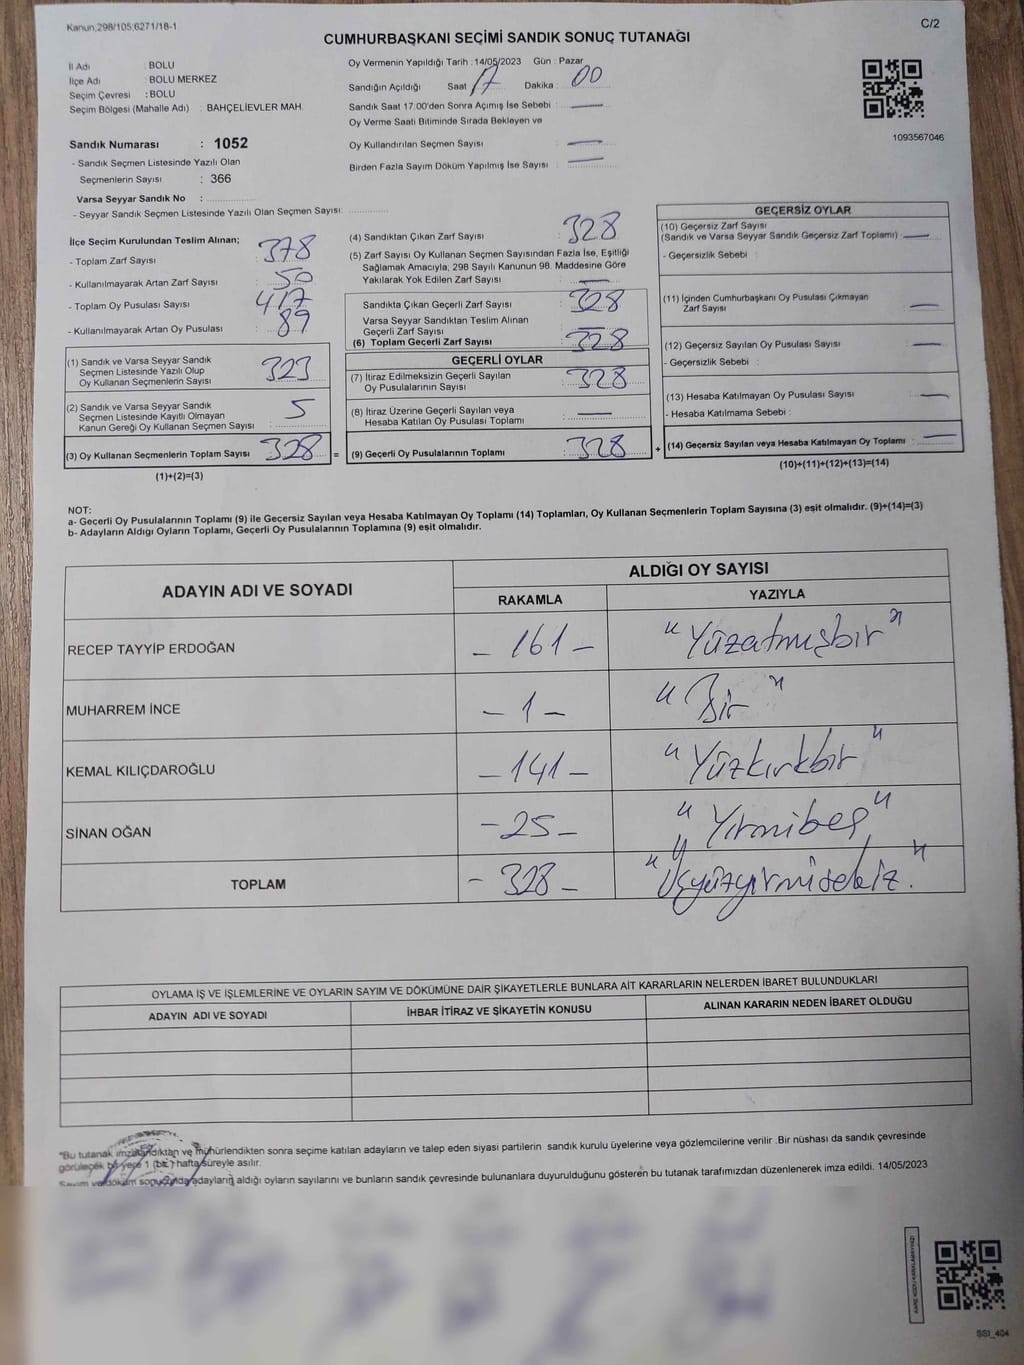 Kanun,298/105,6271/18-1
C/2
CUMHURBAŞKANI SEÇİMİ SANDIK SONUÇ TUTANAĞI
İl Adı : BOLU
İlçe Adı : BOLU MERKEZ
Seçim Çevresi : BOLU
Seçim Bölgesi (Mahalle Adı) : BAHÇELİEVLER MAH.
Sandık Numarası : 1052
- Sandık Seçmen Listesinde Yazılı Olan
Seçmenlerin Sayısı : 366
Varsa Seyyar Sandık No :
- Seyyar Sandık Seçmen Listesinde Yazılı Olan Seçmen Sayısı:
Oy Vermenin Yapıldığı Tarih : 14/05/2023 Gün : Pazar
Sandığın Açıldığı Saat : 17 Dakika : 00
Sandık Saat 17:00'den Sonra Açımış İse Sebebi : —
Oy Verme Saati Bitiminde Sırada Bekleyen ve
Oy Kullandırılan Seçmen Sayısı : —
Birden Fazla Sayım Döküm Yapılmış İse Sayısı : —
1093567046
İlçe Seçim Kurulundan Teslim Alınan;
- Toplam Zarf Sayısı : 378
- Kullanılmayarak Artan Zarf Sayısı : 50
- Toplam Oy Pusulası Sayısı : 417
- Kullanılmayarak Artan Oy Pusulası : 89
(1) Sandık ve Varsa Seyyar Sandık
Seçmen Listesinde Yazılı Olup
Oy Kullanan Seçmenlerin Sayısı : 323
(2) Sandık ve Varsa Seyyar Sandık
Seçmen Listesinde Kayıtlı Olmayan
Kanun Gereği Oy Kullanan Seçmen Sayısı : 5
(3) Oy Kullanan Seçmenlerin Toplam Sayısı : 328 =
(1)+(2)=(3)
(4) Sandıktan Çıkan Zarf Sayısı : 328
(5) Zarf Sayısı Oy Kullanan Seçmen Sayısından Fazla İse, Eşitliği
Sağlamak Amacıyla, 298 Sayılı Kanunun 98. Maddesine Göre
Yakılarak Yok Edilen Zarf Sayısı : —
Sandıkta Çıkan Geçerli Zarf Sayısı : 328
Varsa Seyyar Sandıktan Teslim Alınan
Geçerli Zarf Sayısı : —
(6) Toplam Geçerli Zarf Sayısı : 328
GEÇERLİ OYLAR
(7) İtiraz Edilmeksizin Geçerli Sayılan
Oy Pusulalarının Sayısı : 328
(8) İtiraz Üzerine Geçerli Sayılan veya
Hesaba Katılan Oy Pusulası Toplamı : —
(9) Geçerli Oy Pusulalarının Toplamı : 328 +
GEÇERSİZ OYLAR
(10) Geçersiz Zarf Sayısı
(Sandık ve Varsa Seyyar Sandık Geçersiz Zarf Toplamı) : —
- Geçersizlik Sebebi :
(11) İçinden Cumhurbaşkanı Oy Pusulası Çıkmayan
Zarf Sayısı : —
(12) Geçersiz Sayılan Oy Pusulası Sayısı : —
- Geçersizlik Sebebi :
(13) Hesaba Katılmayan Oy Pusulası Sayısı : —
- Hesaba Katılmama Sebebi :
(14) Geçersiz Sayılan veya Hesaba Katılmayan Oy Toplamı : —
(10)+(11)+(12)+(13)=(14)
NOT:
a- Geçerli Oy Pusulalarının Toplamı (9) ile Geçersiz Sayılan veya Hesaba Katılmayan Oy Toplamı (14) Toplamları, Oy Kullanan Seçmenlerin Toplam Sayısına (3) eşit olmalıdır. (9)+(14)=(3)
b- Adayların Aldığı Oyların Toplamı, Geçerli Oy Pusulalarının Toplamına (9) eşit olmalıdır.
ADAYIN ADI VE SOYADI
ALDIĞI OY SAYISI
RAKAMLA YAZIYLA
RECEP TAYYİP ERDOĞAN - 161 - "Yüzatmışbir"
MUHARREM İNCE - 1 - "Bir"
KEMAL KILIÇDAROĞLU - 141 - "Yüzkırkbir"
SİNAN OĞAN - 25 - "Yirmibeş"
TOPLAM - 328 - "Üçyüzyirmisekiz."
OYLAMA İŞ VE İŞLEMLERİNE VE OYLARIN SAYIM VE DÖKÜMÜNE DAİR ŞİKAYETLERLE BUNLARA AİT KARARLARIN NELERDEN İBARET BULUNDUKLARI
ADAYIN ADI VE SOYADI İHBAR İTİRAZ VE ŞİKAYETİN KONUSU ALINAN KARARIN NEDEN İBARET OLDUĞU
"Bu tutanak imzalandıktan ve mühürlendikten sonra seçime katılan adayların ve talep eden siyasi partilerin sandık kurulu üyelerine veya gözlemcilerine verilir .Bir nüshası da sandık çevresinde
görülecek bir yere 1 (bir) hafta süreyle asılır.
Sayım ve döküm sonucunda adayların aldığı oyların sayılarını ve bunların sandık çevresinde bulunanlara duyurulduğunu gösteren bu tutanak tarafımızdan düzenlenerek imza edildi. 14/05/2023
SSI_404